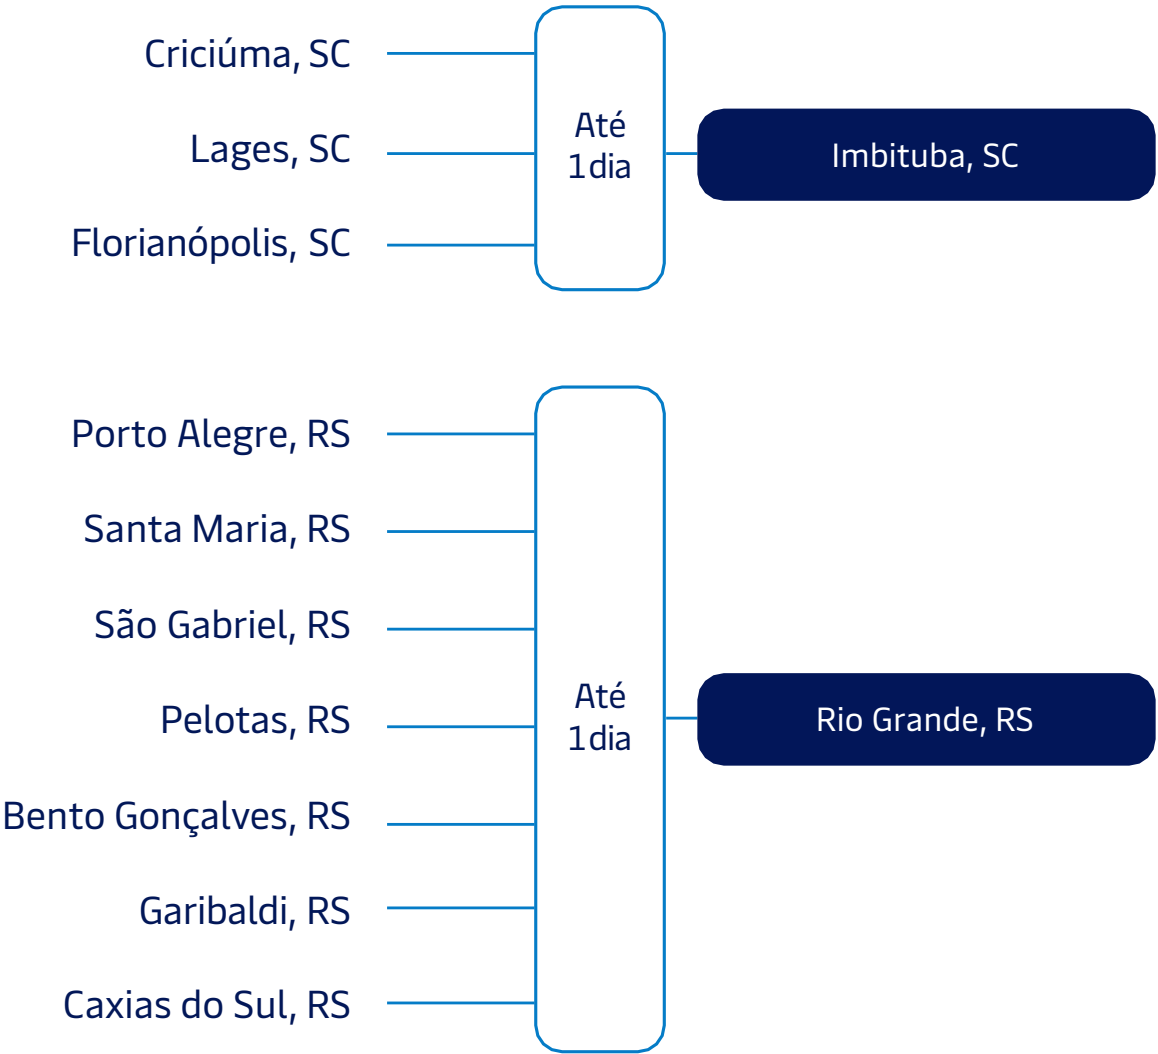 Criciúma, SC
Lages, SC
Florianópolis, SC
Até
1dia
Imbituba, SC
Porto Alegre, RS
Santa Maria, RS
São Gabriel, RS
Pelotas, RS
Bento Gonçalves, RS
Garibaldi, RS
Caxias do Sul, RS
Até
1dia
Rio Grande, RS